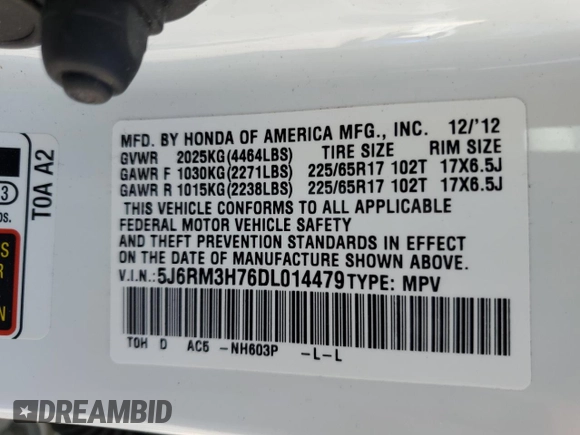 MFD. BY HONDA OF AMERICA MFG., INC. 12/'12
GVWR 2025KG(4464LBS) TIRE SIZE RIM SIZE
GAWR F 1030KG(2271LBS) 225/65R17 102T 17X6.5J
GAWR R 1015KG(2238LBS) 225/65R17 102T 17X6.5J
THIS VEHICLE CONFORMS TO ALL APPLICABLE
FEDERAL MOTOR VEHICLE SAFETY
AND THEFT PREVENTION STANDARDS IN EFFECT
ON THE DATE OF MANUFACTURE SHOWN ABOVE.
V.I.N.: 5J6RM3H76DL014479 TYPE: MPV
TOH D AC5 -NH603P -L-L
TOA A2
3
DREAMBID